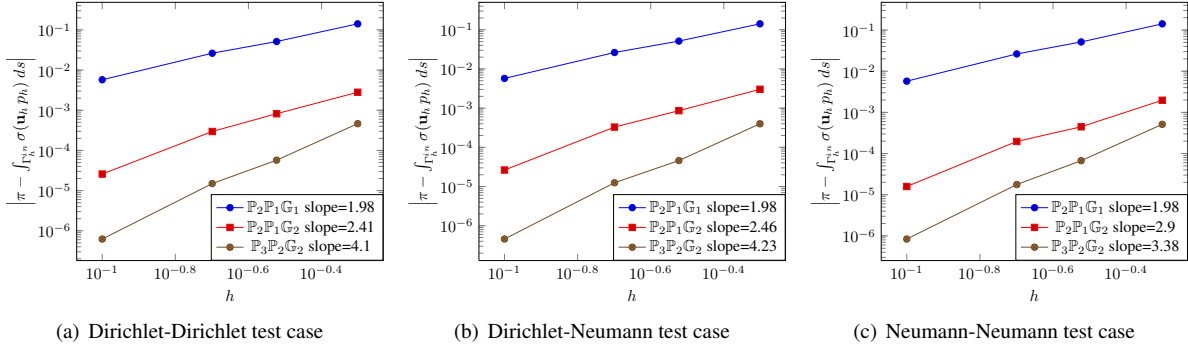 |π − ∫Γ_h^in σ(u_h p_h) ds|
10^−1
10^−2
10^−3
10^−4
10^−5
10^−6
ℙ2ℙ1𝔾1 slope=1.98
ℙ2ℙ1𝔾2 slope=2.41
ℙ3ℙ2𝔾2 slope=4.1
10^−1 10^−0.8 10^−0.6 10^−0.4
h
(a) Dirichlet-Dirichlet test case
|π − ∫Γ_h^in σ(u_h p_h) ds|
10^−1
10^−2
10^−3
10^−4
10^−5
10^−6
ℙ2ℙ1𝔾1 slope=1.98
ℙ2ℙ1𝔾2 slope=2.46
ℙ3ℙ2𝔾2 slope=4.23
10^−1 10^−0.8 10^−0.6 10^−0.4
h
(b) Dirichlet-Neumann test case
|π − ∫Γ_h^in σ(u_h p_h) ds|
10^−1
10^−2
10^−3
10^−4
10^−5
10^−6
ℙ2ℙ1𝔾1 slope=1.98
ℙ2ℙ1𝔾2 slope=2.9
ℙ3ℙ2𝔾2 slope=3.38
10^−1 10^−0.8 10^−0.6 10^−0.4
h
(c) Neumann-Neumann test case